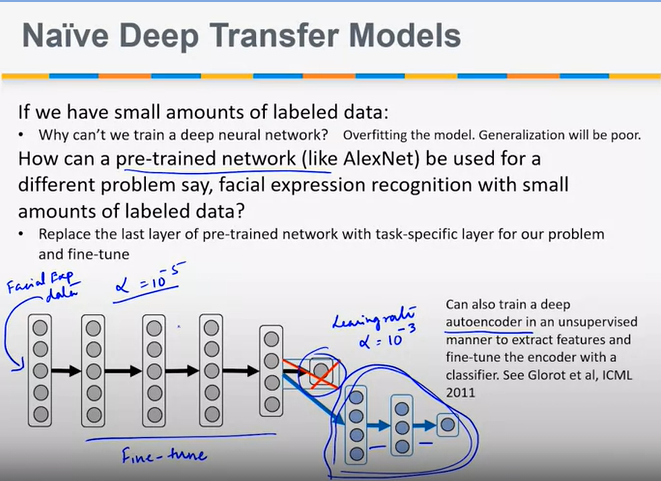 Naïve Deep Transfer Models
If we have small amounts of labeled data:
• Why can't we train a deep neural network? Overfitting the model. Generalization will be poor.
How can a pre-trained network (like AlexNet) be used for a
different problem say, facial expression recognition with small
amounts of labeled data?
• Replace the last layer of pre-trained network with task-specific layer for our problem
and fine-tune
Facial Exp
data
α = 10^-5
Learning rate
α = 10^-3
Can also train a deep
autoencoder in an unsupervised
manner to extract features and
fine-tune the encoder with a
classifier. See Glorot et al, ICML
2011
Fine-tune